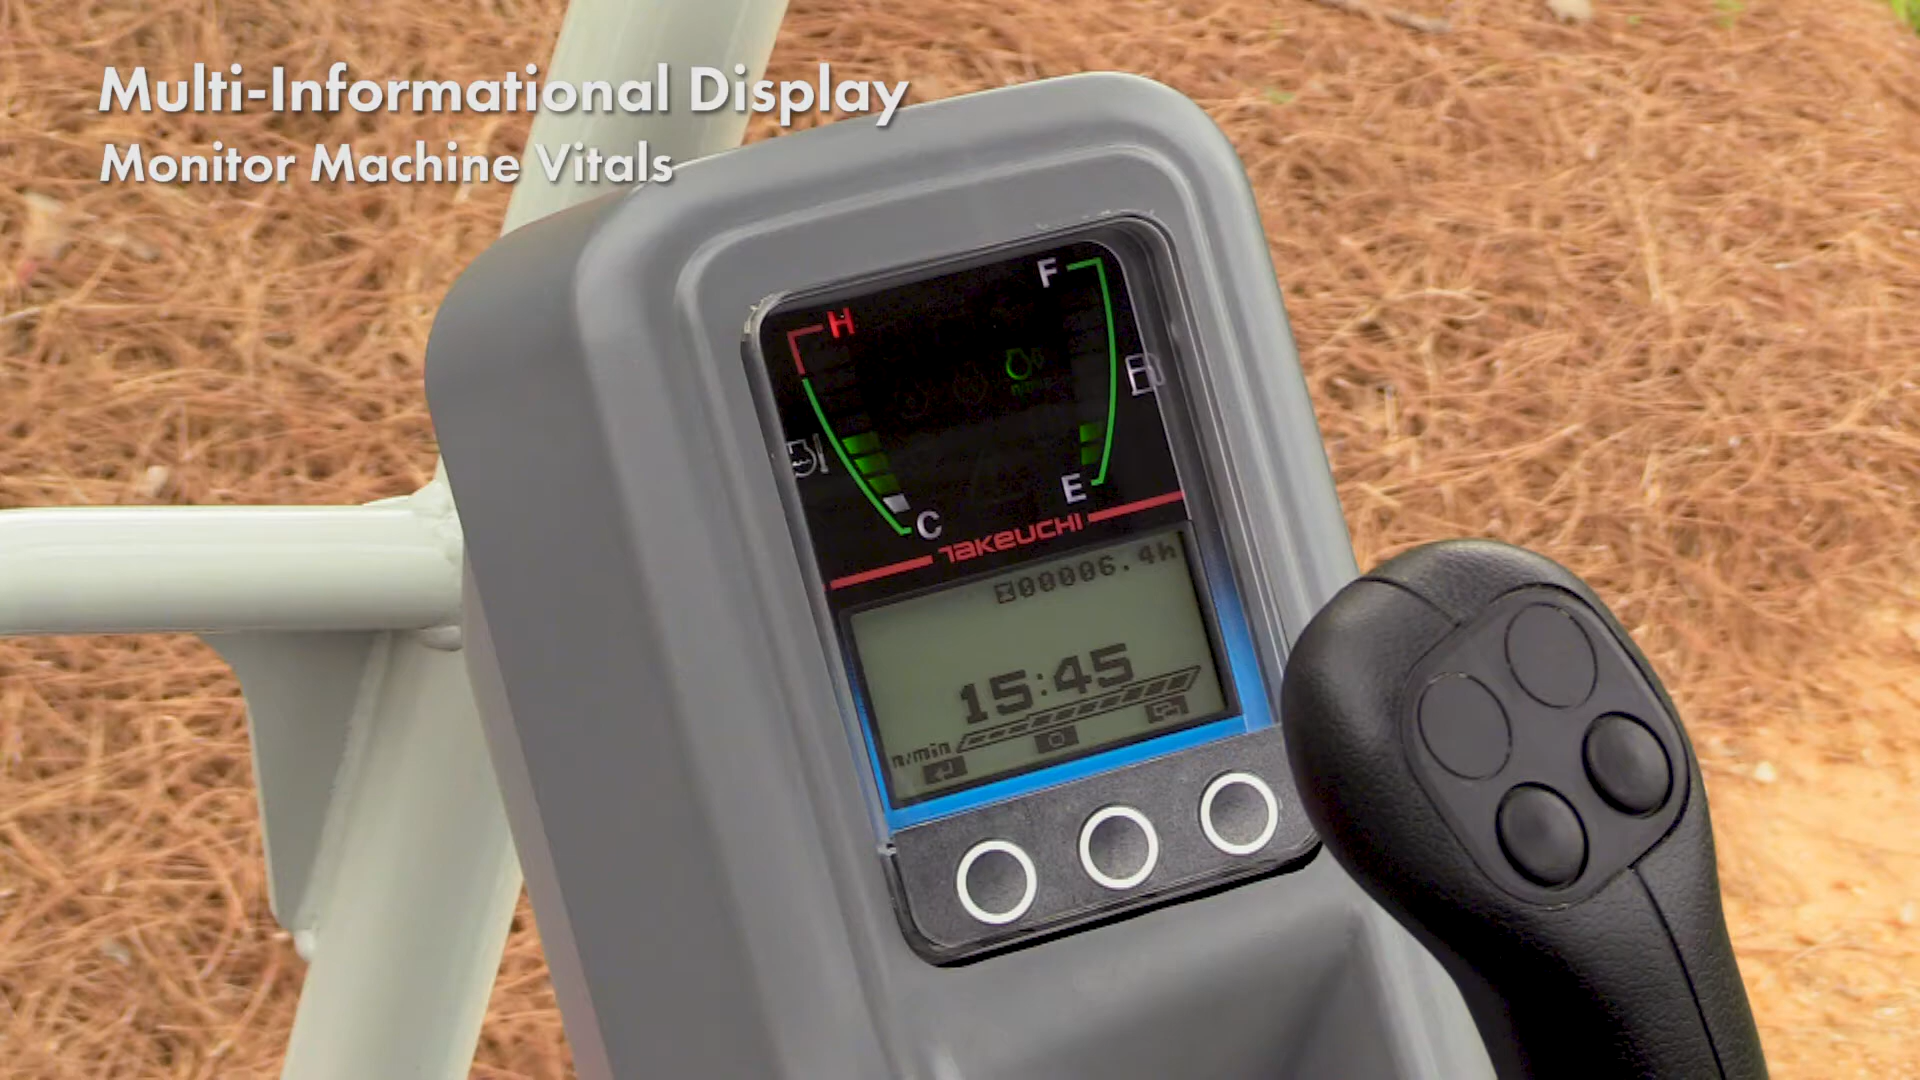 Multi-Informational Display
Monitor Machine Vitals
H
F
E
C
TAKEUCHI
00006.4h
15:45
n/min